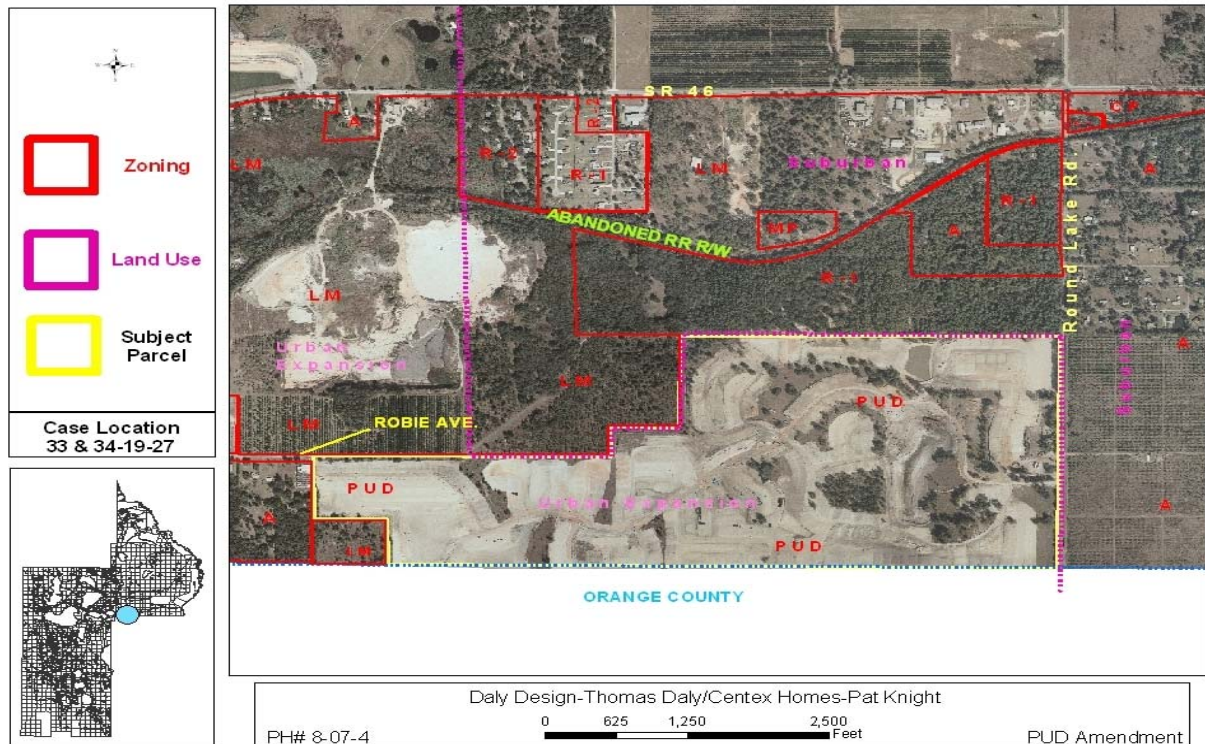 N
W E
S
Zoning
Land Use
Subject
Parcel
Case Location
33 & 34-19-27
SR 46
A
LM
R-2
R-2
R-1
LM
Suburban
CP
A
R-1
A
MP
ABANDONED RR R/W
R-1
Round Lake Rd.
LM
Urban
Expansion
LM
Suburban
A
PUD
LM
ROBIE AVE.
PUD
Urban Expansion
A
A
LM
PUD
ORANGE COUNTY
Daly Design-Thomas Daly/Centex Homes-Pat Knight
0 625 1,250 2,500
Feet
PH# 8-07-4
PUD Amendment